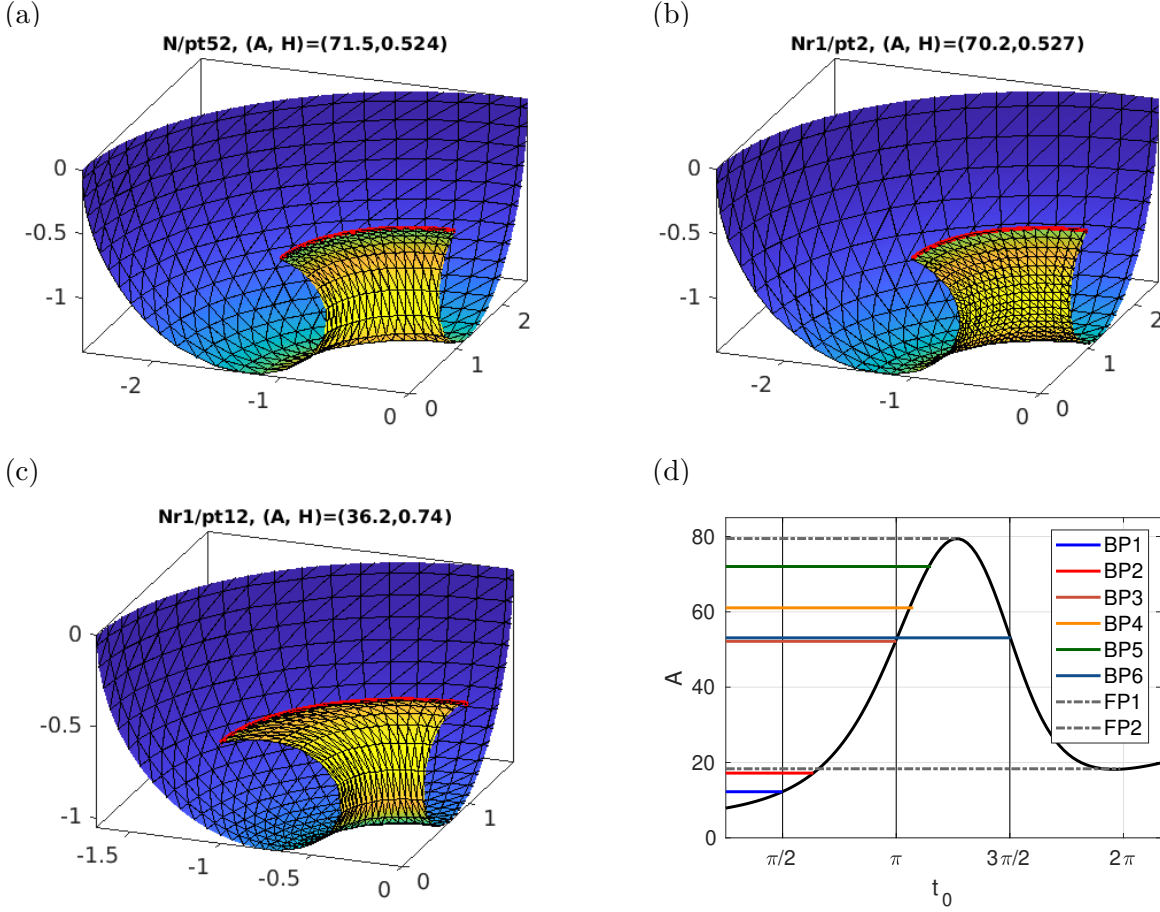 (a)
N/pt52, (A, H)=(71.5,0.524)
0
-0.5
-1
-2
-1
0
0
1
2
(b)
Nr1/pt2, (A, H)=(70.2,0.527)
0
-0.5
-1
-2
-1
0
0
1
2
(c)
Nr1/pt12, (A, H)=(36.2,0.74)
0
-0.5
-1
-1.5
-1
-0.5
0
0
1
(d)
80
60
40
20
0
A
π/2
π
3π/2
2π
t_0
BP1
BP2
BP3
BP4
BP5
BP6
FP1
FP2